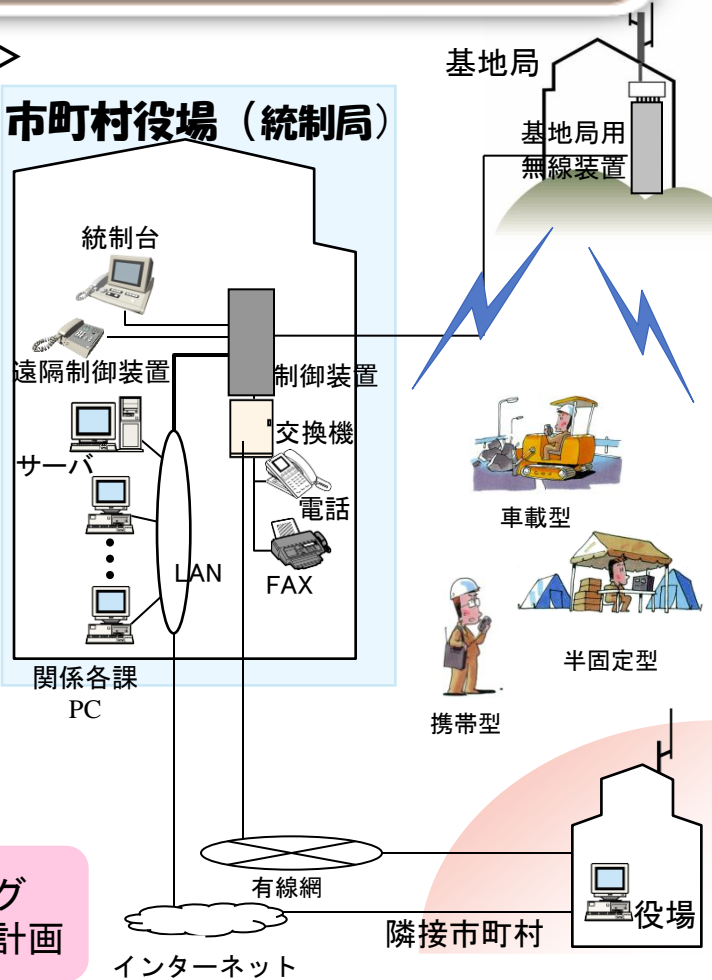 基地局
市町村役場（統制局）
基地局用
無線装置
統制台
遠隔制御装置
制御装置
交換機
サーバ
電話
車載型
LAN
FAX
半固定型
関係各課
PC
携帯型
有線網
グ
計画
役場
隣接市町村
インターネット